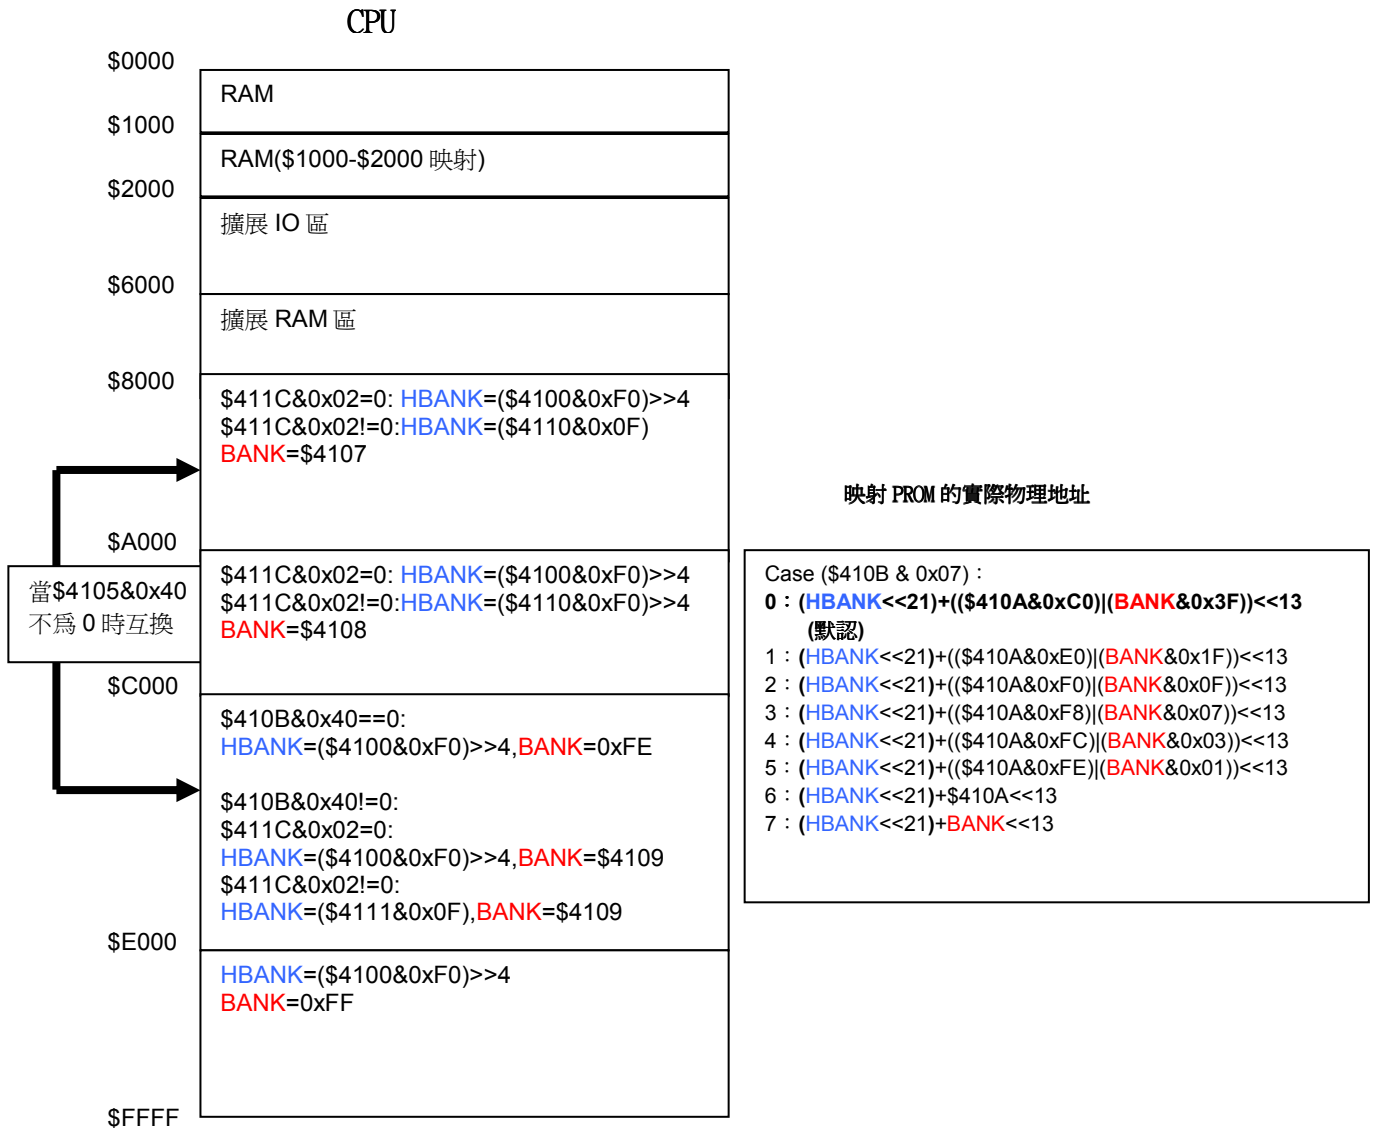 CPU
$0000
RAM
$1000
RAM($1000-$2000 映射)
$2000
擴展 IO 區
$6000
擴展 RAM 區
$8000
$411C&0x02=0: HBANK=($4100&0xF0)>>4
$411C&0x02!=0:HBANK=($4110&0x0F)
BANK=$4107
$A000
$411C&0x02=0: HBANK=($4100&0xF0)>>4
$411C&0x02!=0:HBANK=($4110&0xF0)>>4
BANK=$4108
當$4105&0x40
不爲 0 時互換
$C000
$410B&0x40==0:
HBANK=($4100&0xF0)>>4,BANK=0xFE
$410B&0x40!=0:
$411C&0x02=0:
HBANK=($4100&0xF0)>>4,BANK=$4109
$411C&0x02!=0:
HBANK=($4111&0x0F),BANK=$4109
$E000
HBANK=($4100&0xF0)>>4
BANK=0xFF
$FFFF
映射 PROM 的實際物理地址
Case ($410B & 0x07)：
0：(HBANK<<21)+(($410A&0xC0)|(BANK&0x3F))<<13
(默認)
1：(HBANK<<21)+(($410A&0xE0)|(BANK&0x1F))<<13
2：(HBANK<<21)+(($410A&0xF0)|(BANK&0x0F))<<13
3：(HBANK<<21)+(($410A&0xF8)|(BANK&0x07))<<13
4：(HBANK<<21)+(($410A&0xFC)|(BANK&0x03))<<13
5：(HBANK<<21)+(($410A&0xFE)|(BANK&0x01))<<13
6：(HBANK<<21)+$410A<<13
7：(HBANK<<21)+BANK<<13